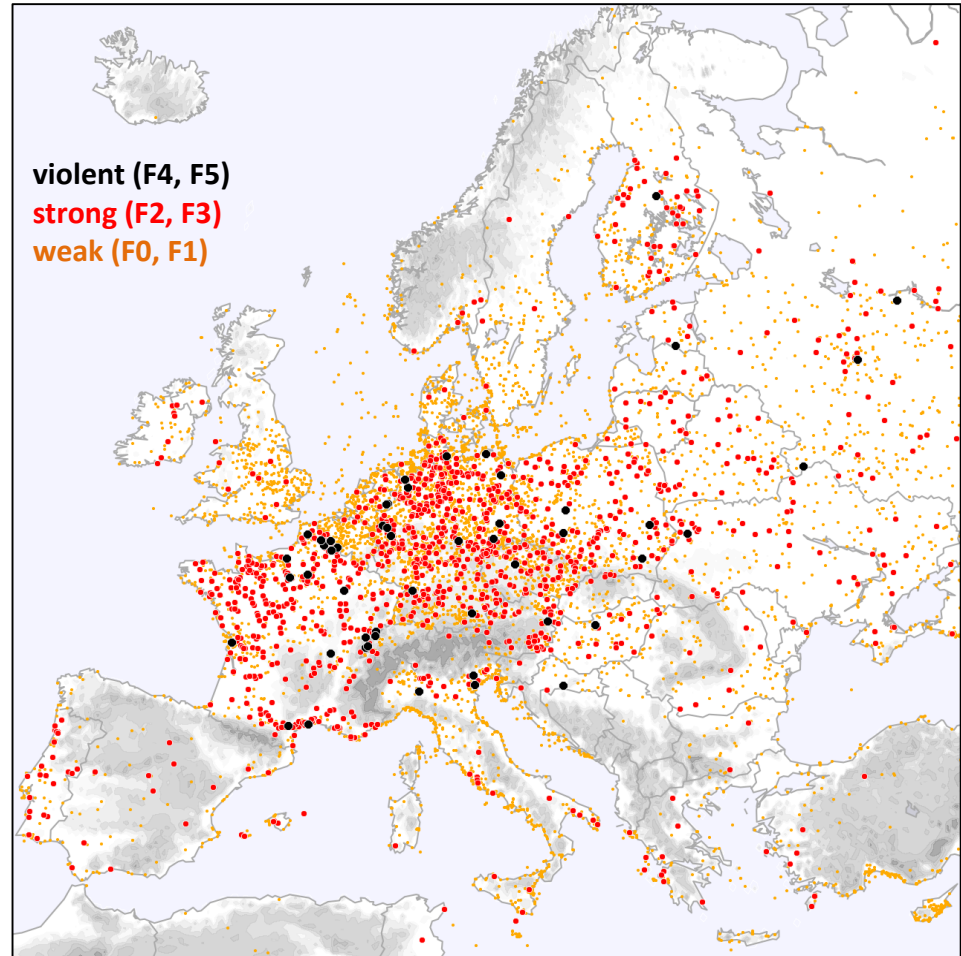 violent (F4, F5)
strong (F2, F3)
weak (F0, F1)